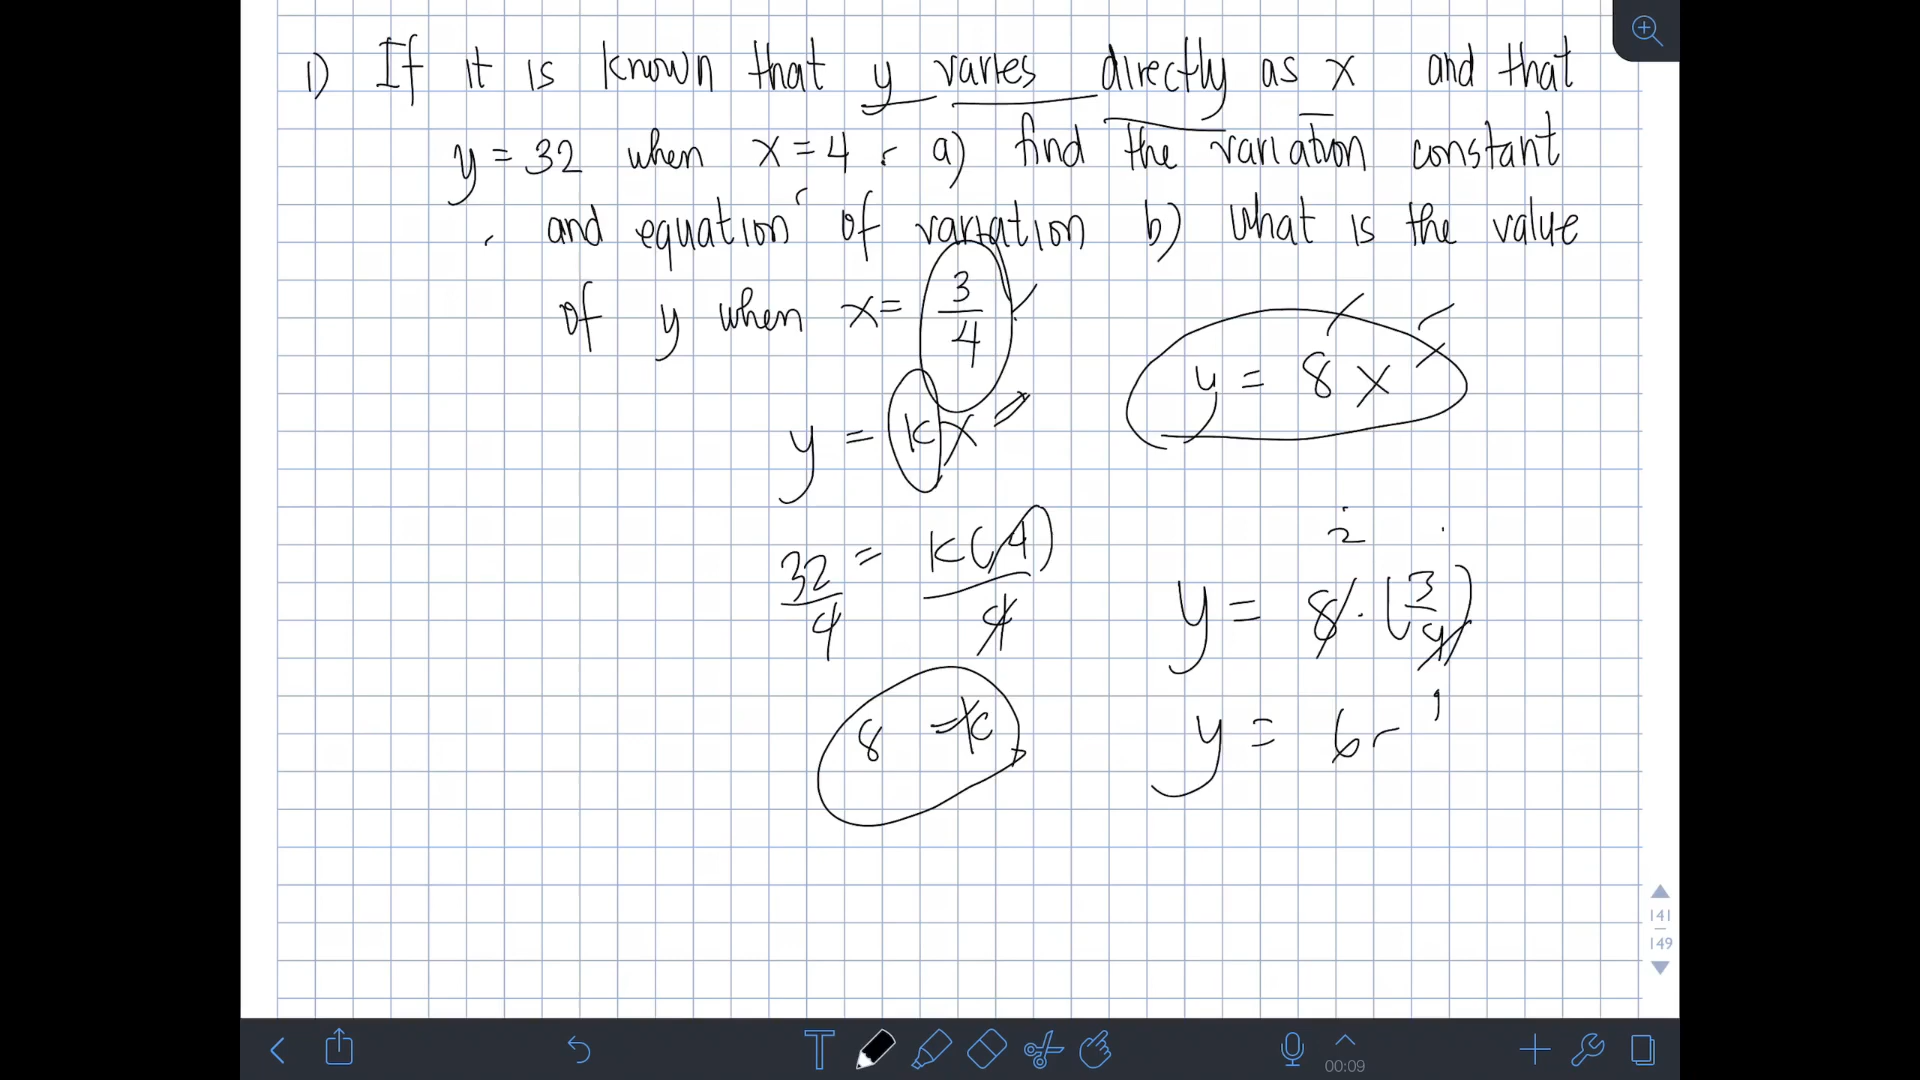 1) If it is known that y varies directly as x and that
y = 32 when x = 4 a) find the variation constant
and equation of variation b) What is the value
of y when x = 3/4
y = kx
y = 8x
32/4 = k(4)/4
2
y = 8 · (3/4)
1
8 = k
y = 6
141
149
T
00:09